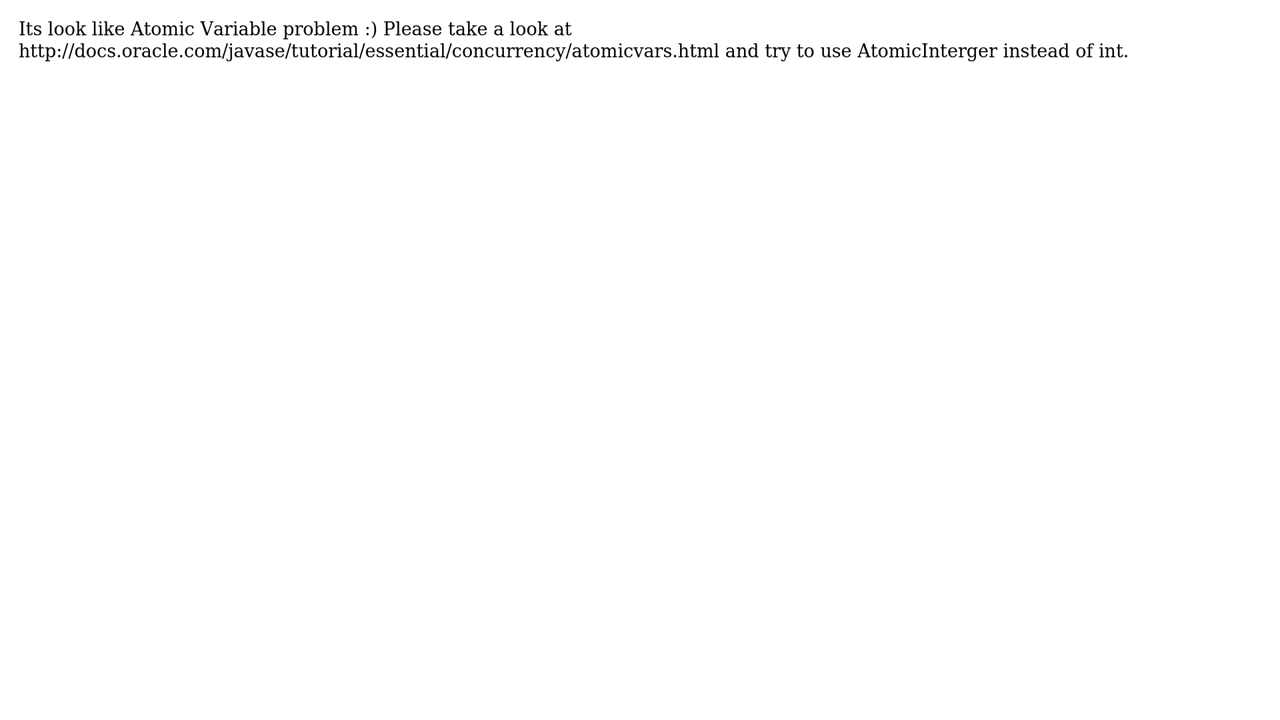 Its look like Atomic Variable problem :) Please take a look at
http://docs.oracle.com/javase/tutorial/essential/concurrency/atomicvars.html and try to use AtomicInterger instead of int.